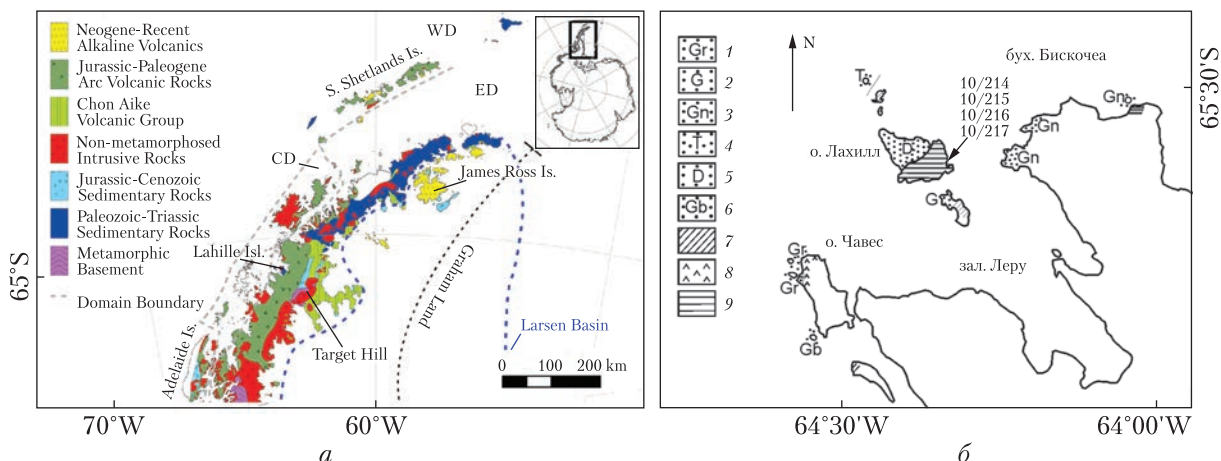 Neogene-Recent
Alkaline Volcanics
Jurassic-Paleogene
Arc Volcanic Rocks
Chon Aike
Volcanic Group
Non-metamorphosed
Intrusive Rocks
Jurassic-Cenozoic
Sedimentary Rocks
Paleozoic-Triassic
Sedimentary Rocks
Metamorphic
Basement
Domain Boundary
WD
S. Shetlands Is.
ED
CD
James Ross Is.
Lahille Isl.
Graham Land
Target Hill
Larsen Basin
Adelaide Is.
0 100 200 km
65°S
70°W
60°W
а
Gr 1
G 2
Gn 3
T 4
D 5
Gb 6
7
8
9
N
бух. Бискочеа
10/214
10/215
10/216
10/217
T
Gn
Gn
о. Лахилл
D
Gn
G
о. Чавес
зал. Леру
Gr
Gr
Gb
65°30'S
64°30'W
64°00'W
б